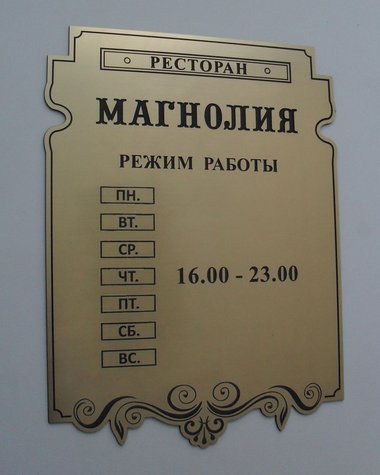 РЕСТОРАН
МАГНОЛИЯ
РЕЖИМ РАБОТЫ
ПН.
ВТ.
СР.
ЧТ. 16.00 - 23.00
ПТ.
СБ.
ВС.